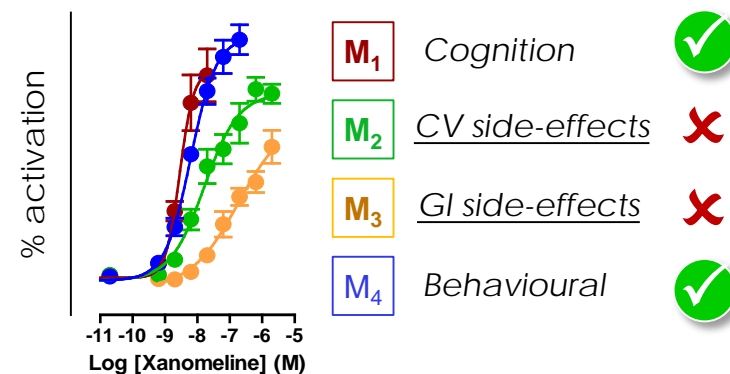 % activation
-11 -10 -9 -8 -7 -6 -5
Log [Xanomeline] (M)
M₁ Cognition
M₂ CV side-effects
M₃ GI side-effects
M₄ Behavioural